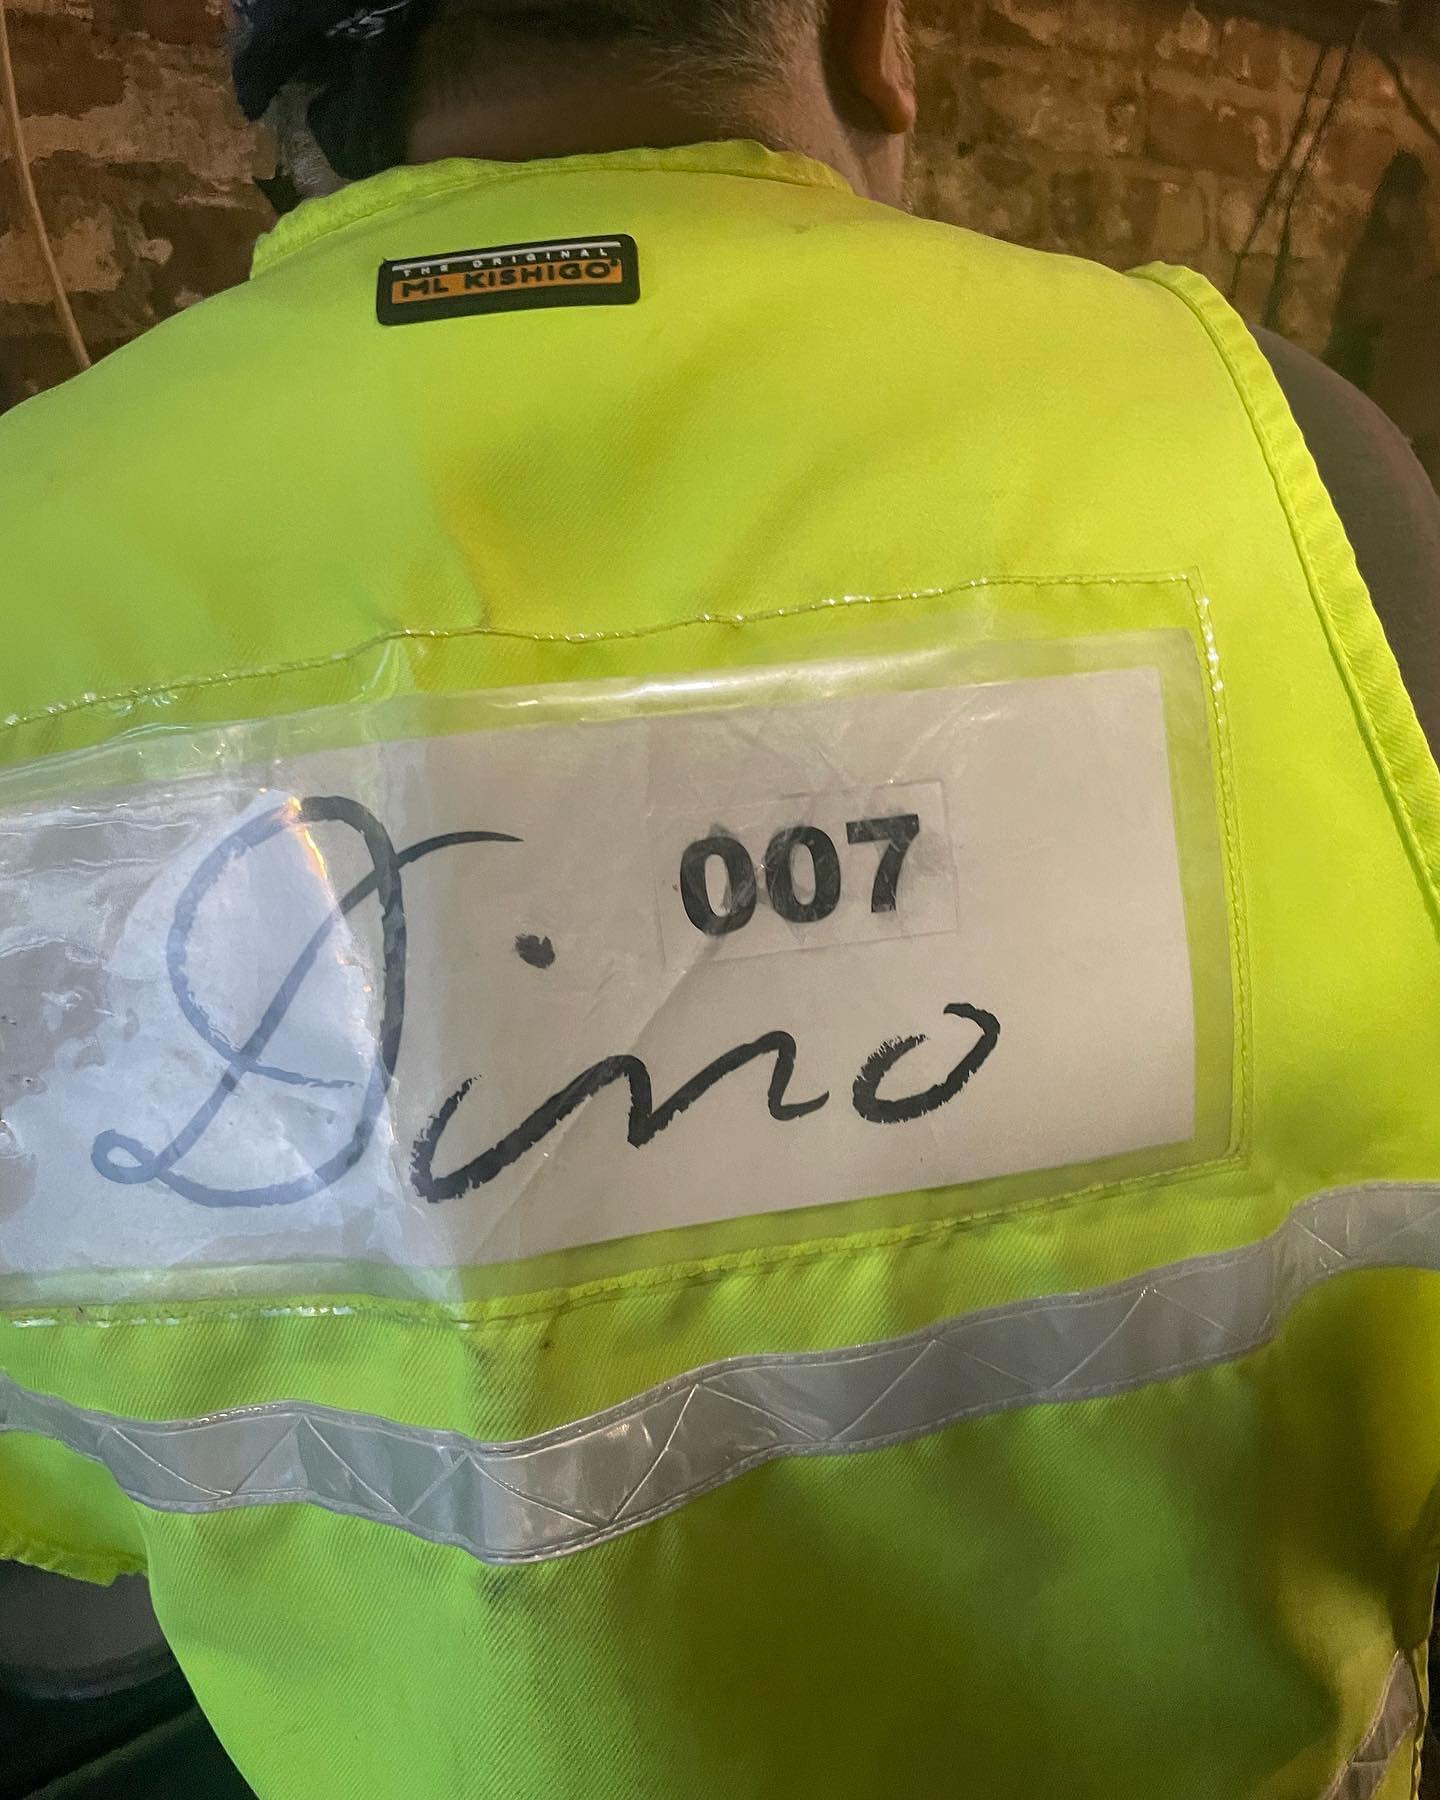 THE ORIGINAL
ML KISHIGO
007
Dino